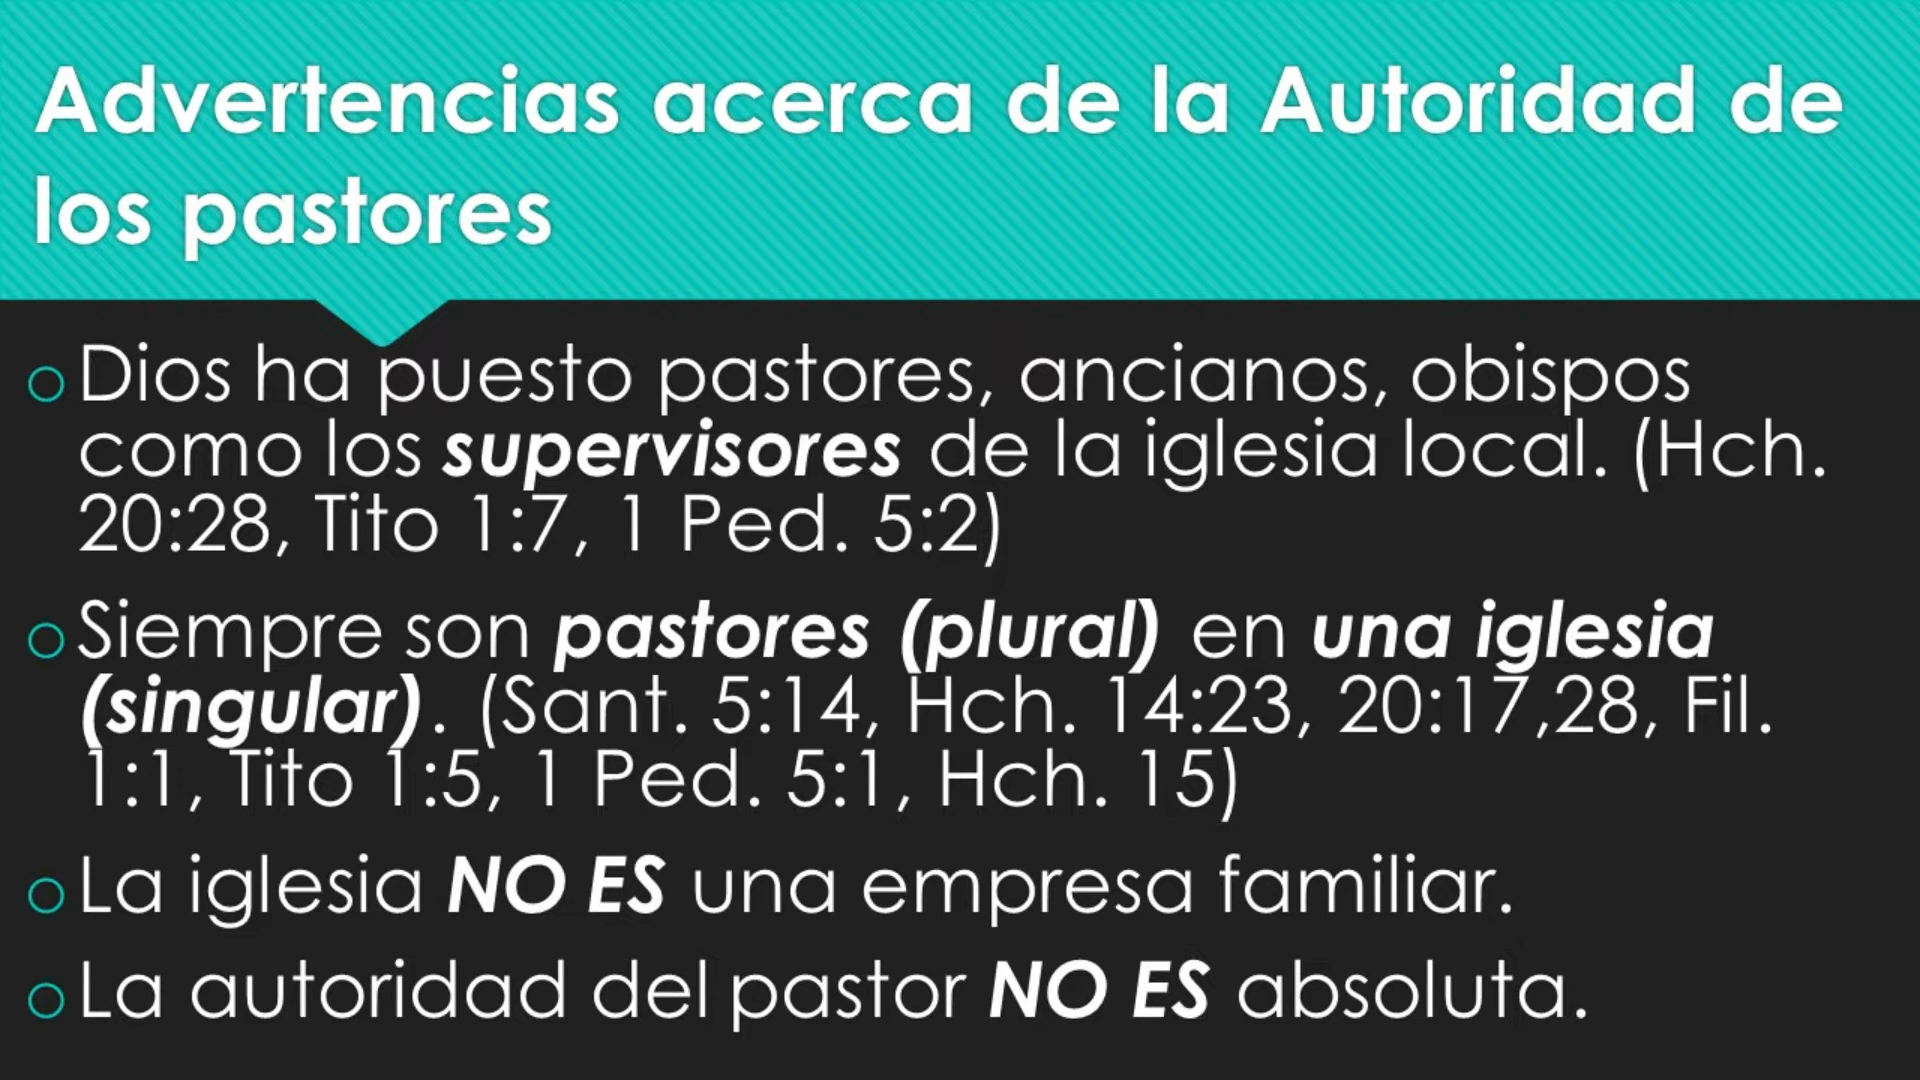 Advertencias acerca de la Autoridad de
los pastores
o Dios ha puesto pastores, ancianos, obispos
como los supervisores de la iglesia local. (Hch.
20:28, Tito 1:7, 1 Ped. 5:2)
o Siempre son pastores (plural) en una iglesia
(singular). (Sant. 5:14, Hch. 14:23, 20:17,28, Fil.
1:1, Tito 1:5, 1 Ped. 5:1, Hch. 15)
o La iglesia NO ES una empresa familiar.
o La autoridad del pastor NO ES absoluta.